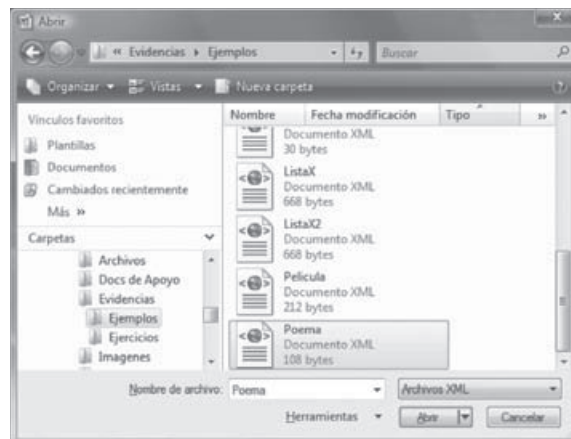 Abrir
« Evidencias ▸ Ejemplos
Buscar
Organizar Vistas Nueva carpeta
Vínculos favoritos
Plantillas
Documentos
Cambiados recientemente
Más »
Carpetas
Archivos
Docs de Apoyo
Evidencias
Ejemplos
Ejercicios
Imagenes
Nombre Fecha modificación Tipo »
Documento XML
30 bytes
ListaX
Documento XML
668 bytes
ListaX2
Documento XML
668 bytes
Pelicula
Documento XML
212 bytes
Poema
Documento XML
108 bytes
Nombre de archivo: Poema Archivos XML
Herramientas Abrir Cancelar